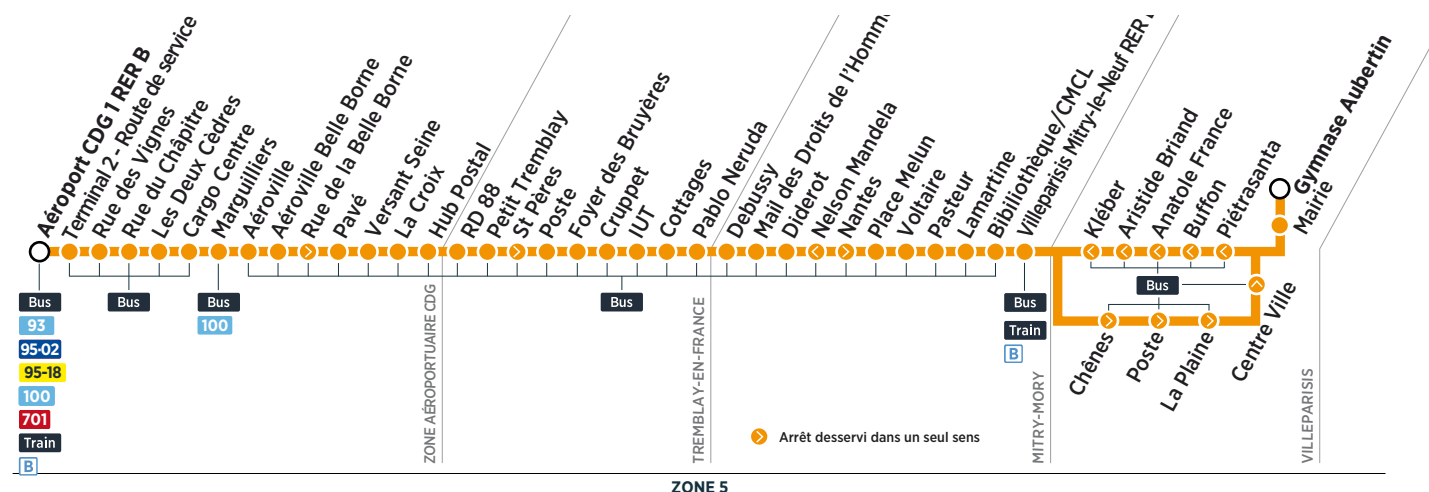 Aéroport CDG 1 RER B
Terminal 2 - Route de service
Rue des Vignes
Rue du Châpitre
Les Deux Cèdres
Cargo Centre
Marguilliers
Aéroville
Aéroville Belle Borne
Rue de la Belle Borne
Pavé
Versant Seine
La Croix
Hub Postal
RD 88
Petit Tremblay
St Pères
Poste
Foyer des Bruyères
Cruppet
IUT
Cottages
Pablo Neruda
Debussy
Mail des Droits de l'Homm
Diderot
Nelson Mandela
Nantes
Place Melun
Voltaire
Pasteur
Lamartine
Bibiliothèque/CMCL
Villeparisis Mitry-le-Neuf RER
Kléber
Aristide Briand
Anatole France
Buffon
Piétrasanta
Gymnase Aubertin
Mairie
Bus
93
95-02
95-18
100
701
Train
B
Bus
Bus
100
Bus
Bus
Train
B
Bus
Chênes
Poste
La Plaine
Centre Ville
ZONE AÉROPORTUAIRE CDG
TREMBLAY-EN-FRANCE
MITRY-MORY
VILLEPARISIS
Arrêt desservi dans un seul sens
ZONE 5